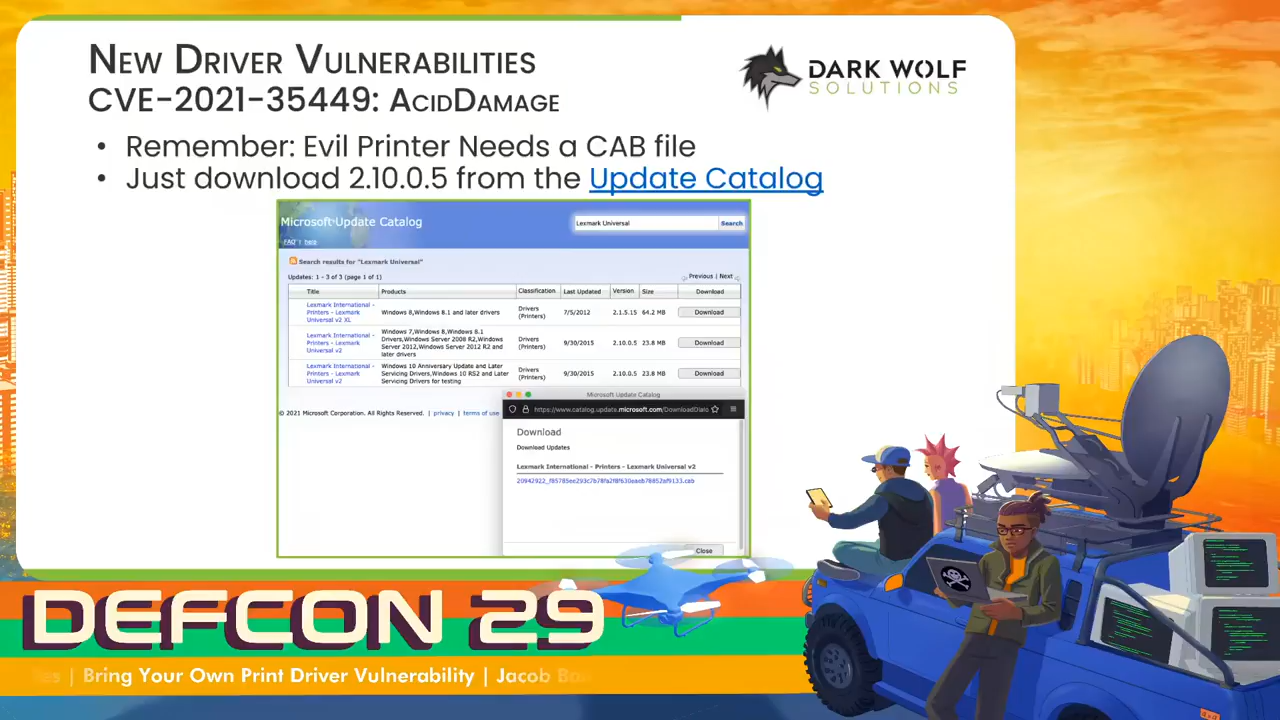 New Driver Vulnerabilities
CVE-2021-35449: AcidDamage
DARK WOLF
SOLUTIONS
• Remember: Evil Printer Needs a CAB file
• Just download 2.10.0.5 from the Update Catalog
Microsoft Update Catalog
Lexmark Universal
Search
FAQ | help
Search results for "Lexmark Universal"
Updates: 1 - 3 of 3 (page 1 of 1)
Previous | Next
Title Products Classification Last Updated Version Size Download
Lexmark International -
Printers - Lexmark
Universal v2 XL
Windows 8,Windows 8.1 and later drivers
Drivers
(Printers)
7/5/2012 2.1.5.15 64.2 MB Download
Lexmark International -
Printers - Lexmark
Universal v2
Windows 7,Windows 8,Windows 8.1
Drivers,Windows Server 2008 R2,Windows
Server 2012,Windows Server 2012 R2 and
later drivers
Drivers
(Printers)
9/30/2015 2.10.0.5 23.8 MB Download
Lexmark International -
Printers - Lexmark
Universal v2
Windows 10 Anniversary Update and Later
Servicing Drivers,Windows 10 RS2 and Later
Servicing Drivers for testing
Drivers
(Printers)
9/30/2015 2.10.0.5 23.8 MB Download
© 2021 Microsoft Corporation. All Rights Reserved. | privacy | terms of use
Microsoft Update Catalog
https://www.catalog.update.microsoft.com/DownloadDialo
Download
Download Updates
Lexmark International - Printers - Lexmark Universal v2
Close
DEFCON 29
| Bring Your Own Print Driver Vulnerability | Jacob